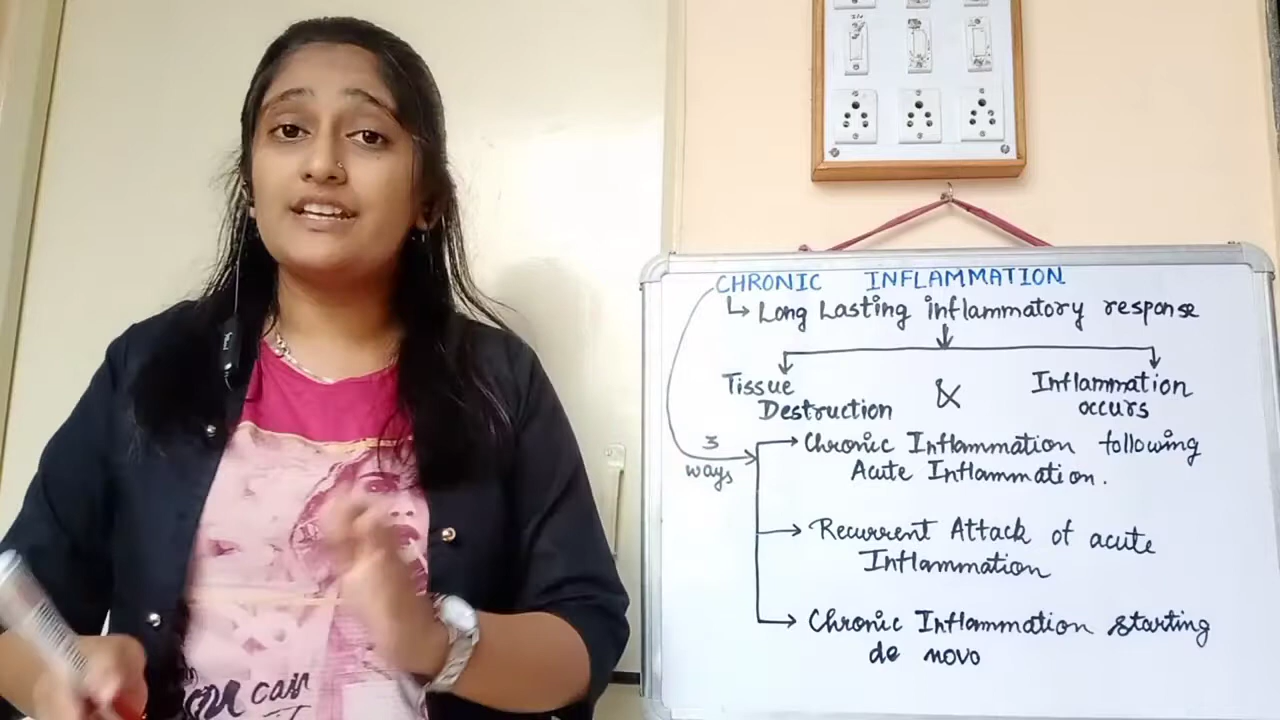 CHRONIC INFLAMMATION
↳ Long Lasting inflammatory response
Tissue
Destruction
&
Inflammation
occurs
3
ways
Chronic Inflammation following
Acute Inflammation.
Recurrent Attack of acute
Inflammation
Chronic Inflammation starting
de novo
can